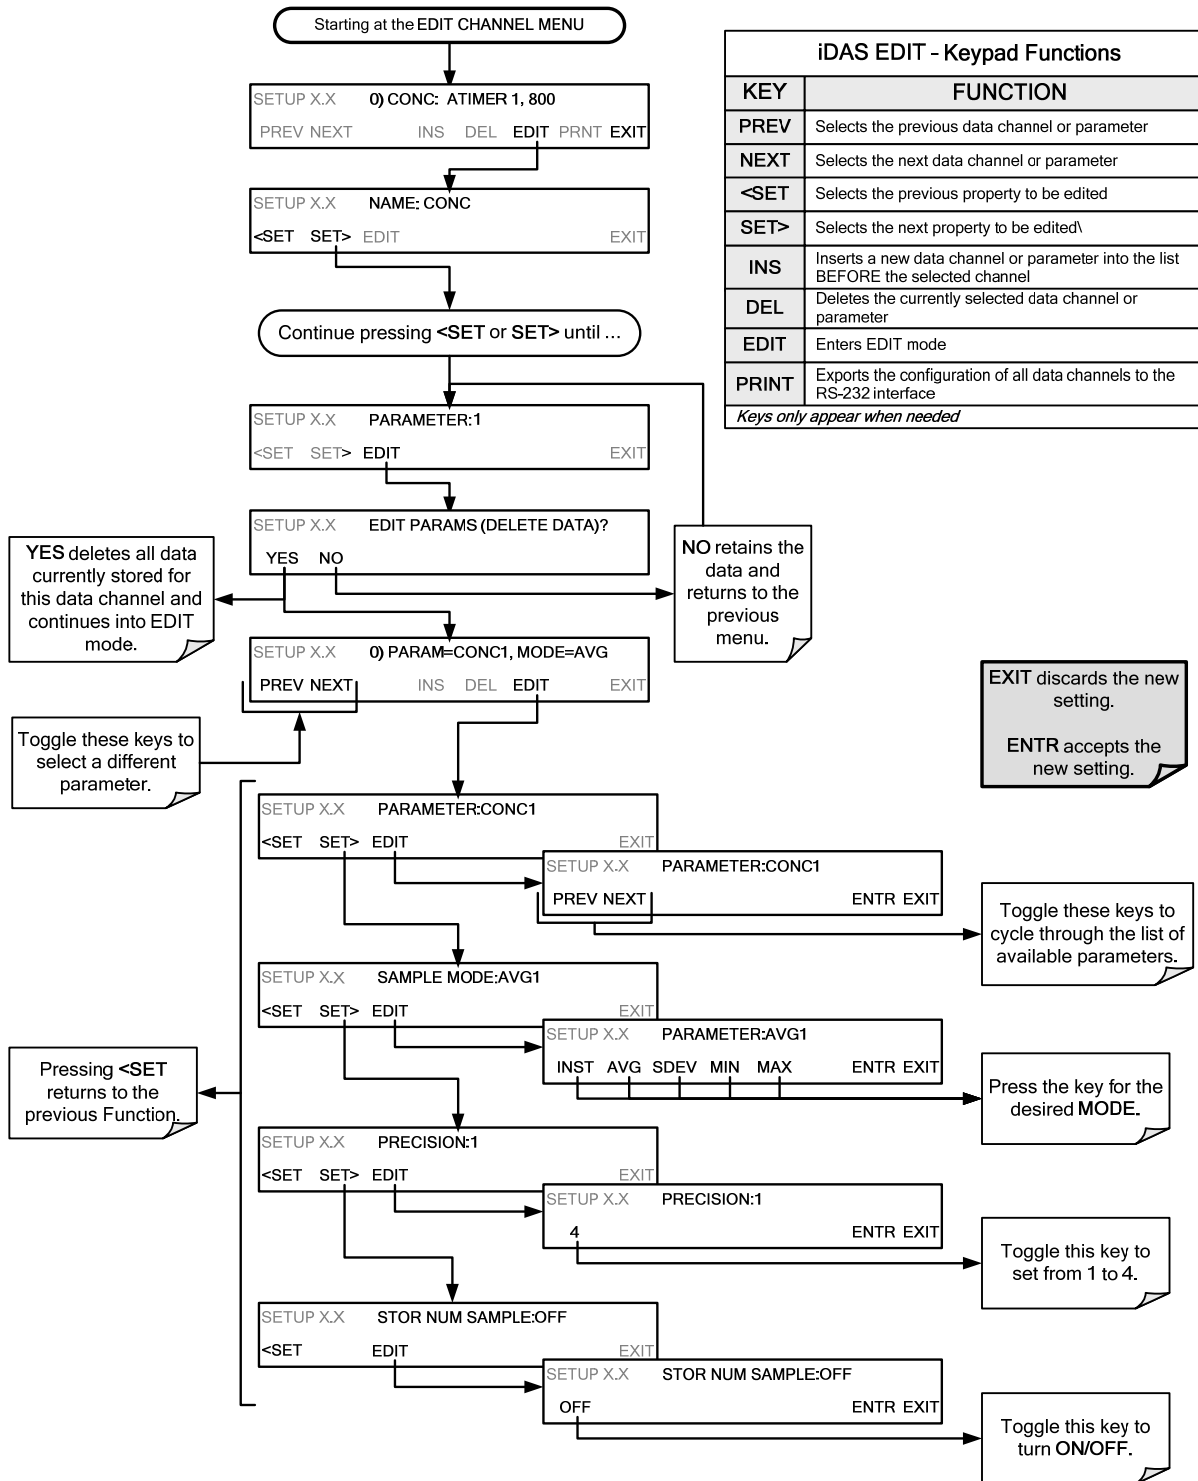 Starting at the EDIT CHANNEL MENU
SETUP X.X 0) CONC: ATIMER 1, 800
PREV NEXT INS DEL EDIT PRNT EXIT
SETUP X.X NAME: CONC
<SET SET> EDIT EXIT
Continue pressing <SET or SET> until ...
SETUP X.X PARAMETER:1
<SET SET> EDIT EXIT
SETUP X.X EDIT PARAMS (DELETE DATA)?
YES NO
YES deletes all data
currently stored for
this data channel and
continues into EDIT
mode.
NO retains the
data and
returns to the
previous
menu.
SETUP X.X 0) PARAM=CONC1, MODE=AVG
PREV NEXT INS DEL EDIT EXIT
Toggle these keys to
select a different
parameter.
iDAS EDIT – Keypad Functions
KEY FUNCTION
PREV Selects the previous data channel or parameter
NEXT Selects the next data channel or parameter
<SET Selects the previous property to be edited
SET> Selects the next property to be edited\
INS Inserts a new data channel or parameter into the list
BEFORE the selected channel
DEL Deletes the currently selected data channel or
parameter
EDIT Enters EDIT mode
PRINT Exports the configuration of all data channels to the
RS-232 interface
Keys only appear when needed
EXIT discards the new
setting.
ENTR accepts the
new setting.
SETUP X.X PARAMETER:CONC1
<SET SET> EDIT EXIT
SETUP X.X PARAMETER:CONC1
PREV NEXT ENTR EXIT
Toggle these keys to
cycle through the list of
available parameters.
SETUP X.X SAMPLE MODE:AVG1
<SET SET> EDIT EXIT
SETUP X.X PARAMETER:AVG1
INST AVG SDEV MIN MAX ENTR EXIT
Press the key for the
desired MODE.
Pressing <SET
returns to the
previous Function.
SETUP X.X PRECISION:1
<SET SET> EDIT EXIT
SETUP X.X PRECISION:1
4 ENTR EXIT
Toggle this key to
set from 1 to 4.
SETUP X.X STOR NUM SAMPLE:OFF
<SET EDIT EXIT
SETUP X.X STOR NUM SAMPLE:OFF
OFF ENTR EXIT
Toggle this key to
turn ON/OFF.